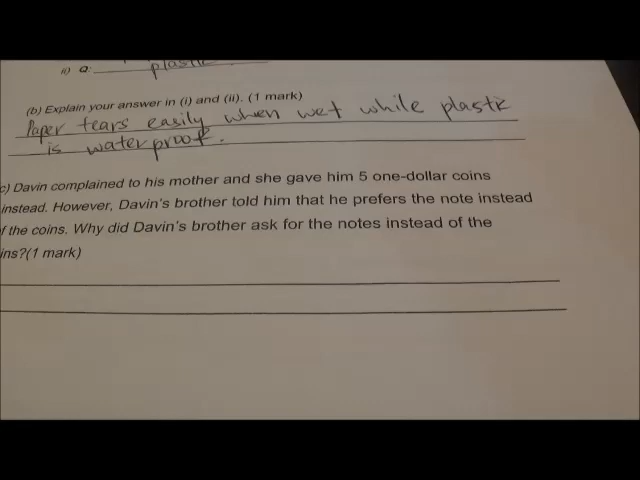 ii) Q: plastic
(b) Explain your answer in (i) and (ii). (1 mark)
Paper tears easily when wet while plastic
is waterproof.
c) Davin complained to his mother and she gave him 5 one-dollar coins
instead. However, Davin's brother told him that he prefers the note instead
f the coins. Why did Davin's brother ask for the notes instead of the
ins?(1 mark)